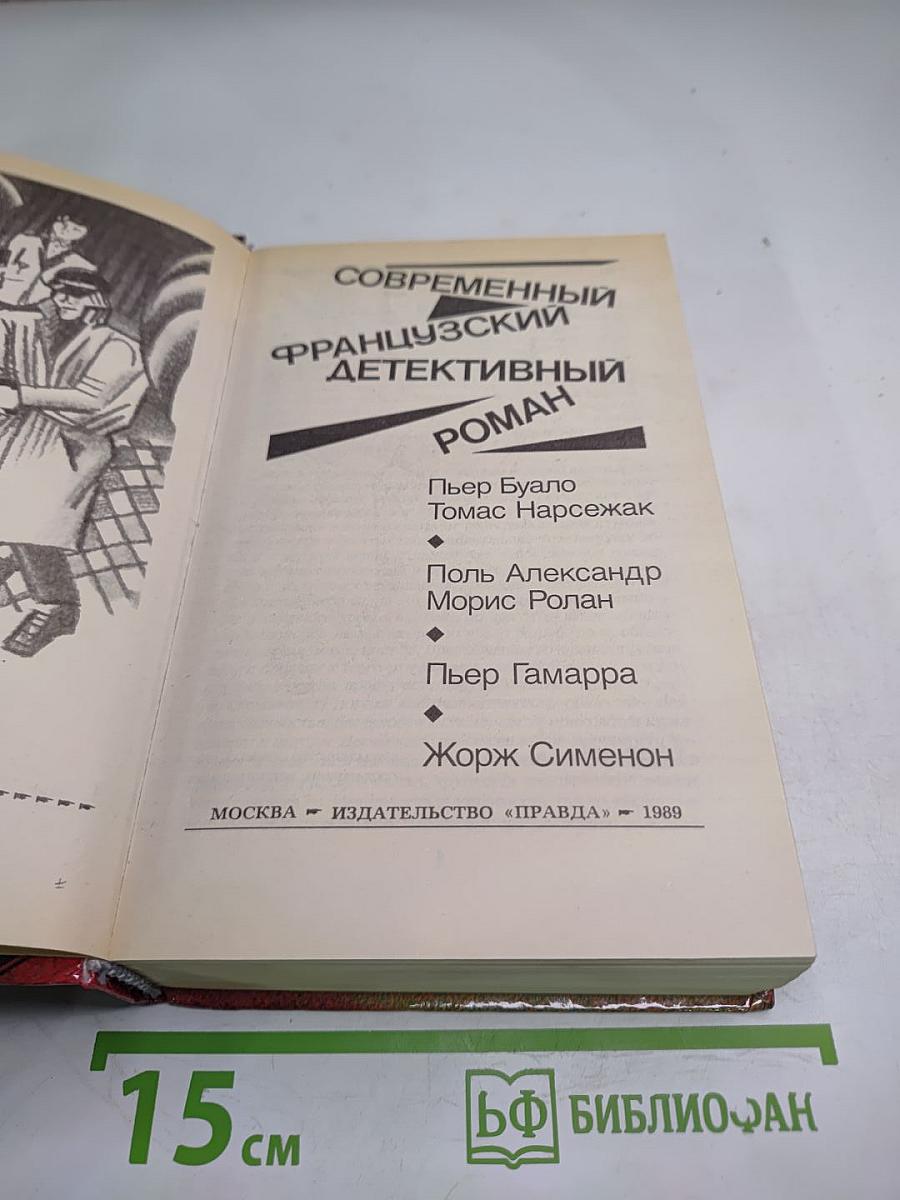 СОВРЕМЕННЫЙ
ФРАНЦУЗСКИЙ
ДЕТЕКТИВНЫЙ
РОМАН
Пьер Буало
Томас Нарсежак
Поль Александр
Морис Ролан
Пьер Гамарра
Жорж Сименон
МОСКВА ИЗДАТЕЛЬСТВО «ПРАВДА» 1989
15 см
БФ БИБЛИОФАН